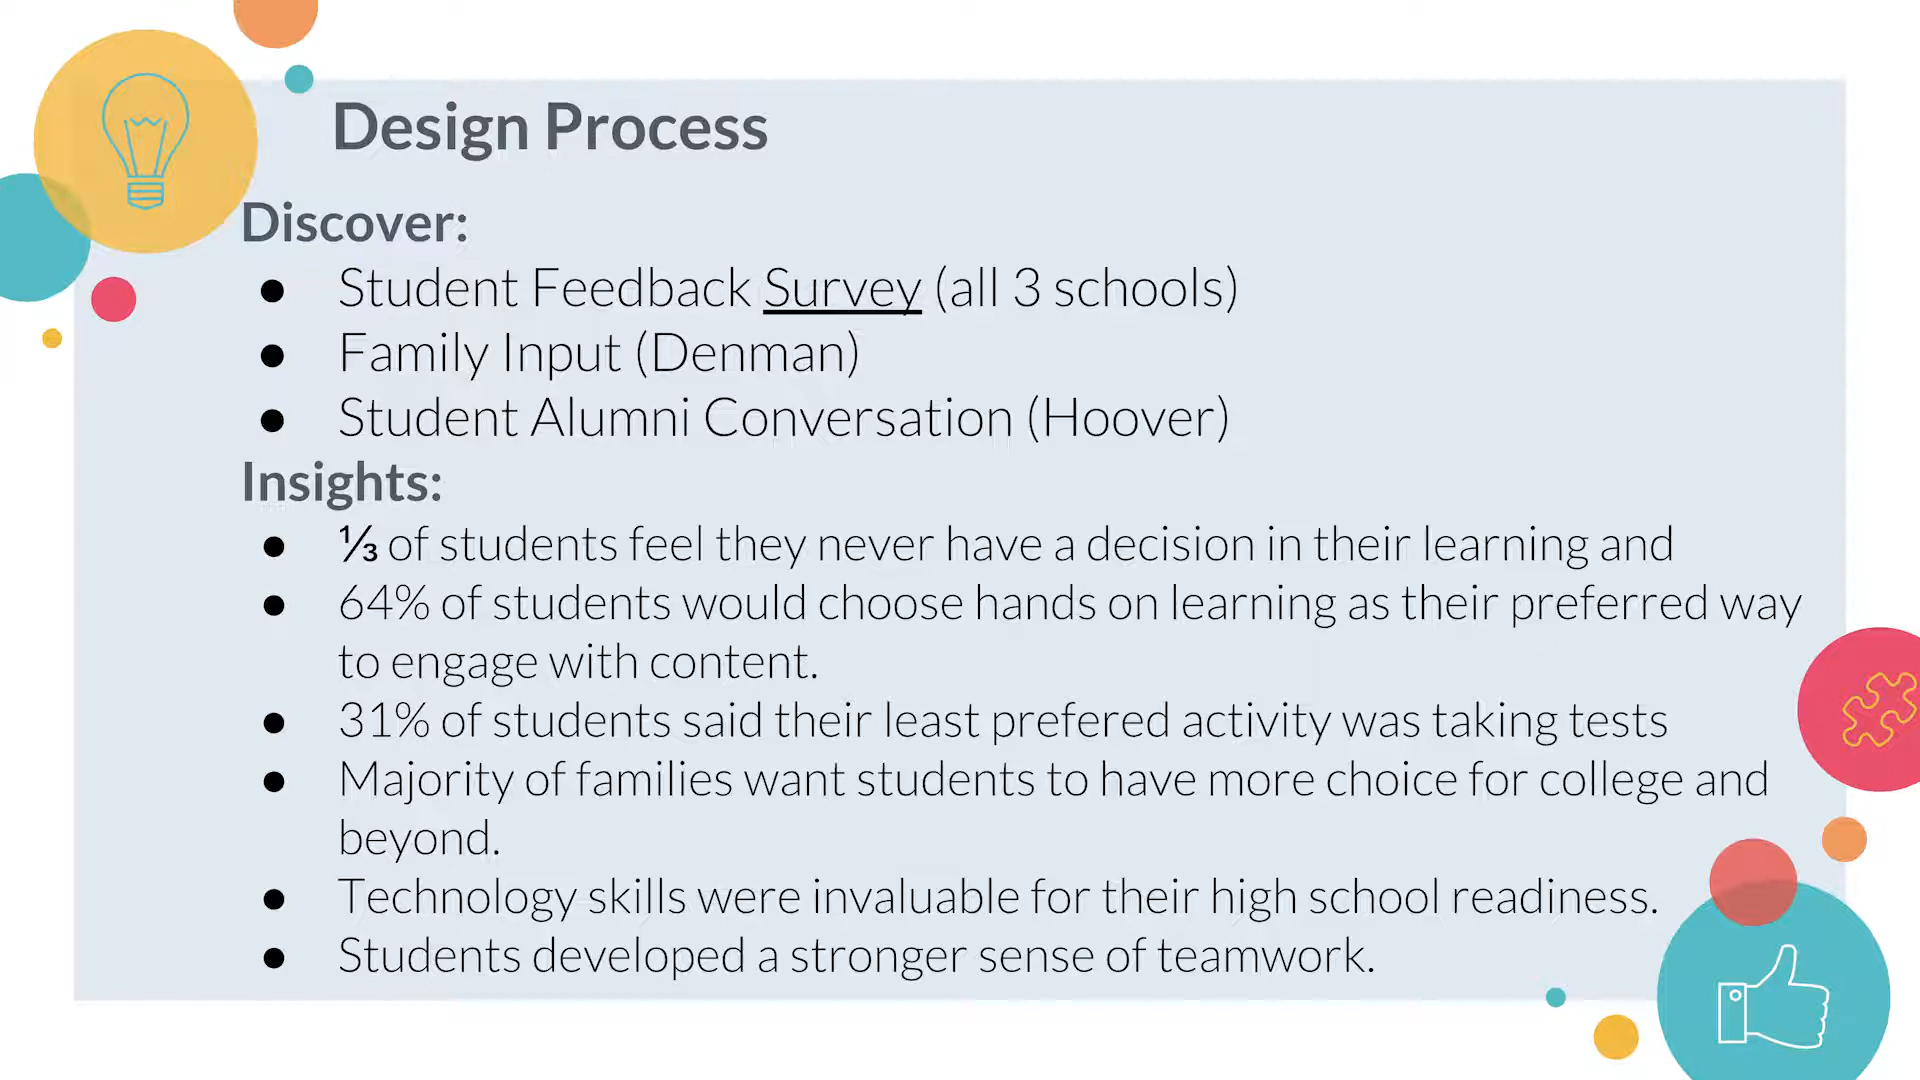 Design Process
Discover:
● Student Feedback Survey (all 3 schools)
● Family Input (Denman)
● Student Alumni Conversation (Hoover)
Insights:
● ⅓ of students feel they never have a decision in their learning and
● 64% of students would choose hands on learning as their preferred way
to engage with content.
● 31% of students said their least prefered activity was taking tests
● Majority of families want students to have more choice for college and
beyond.
● Technology skills were invaluable for their high school readiness.
● Students developed a stronger sense of teamwork.